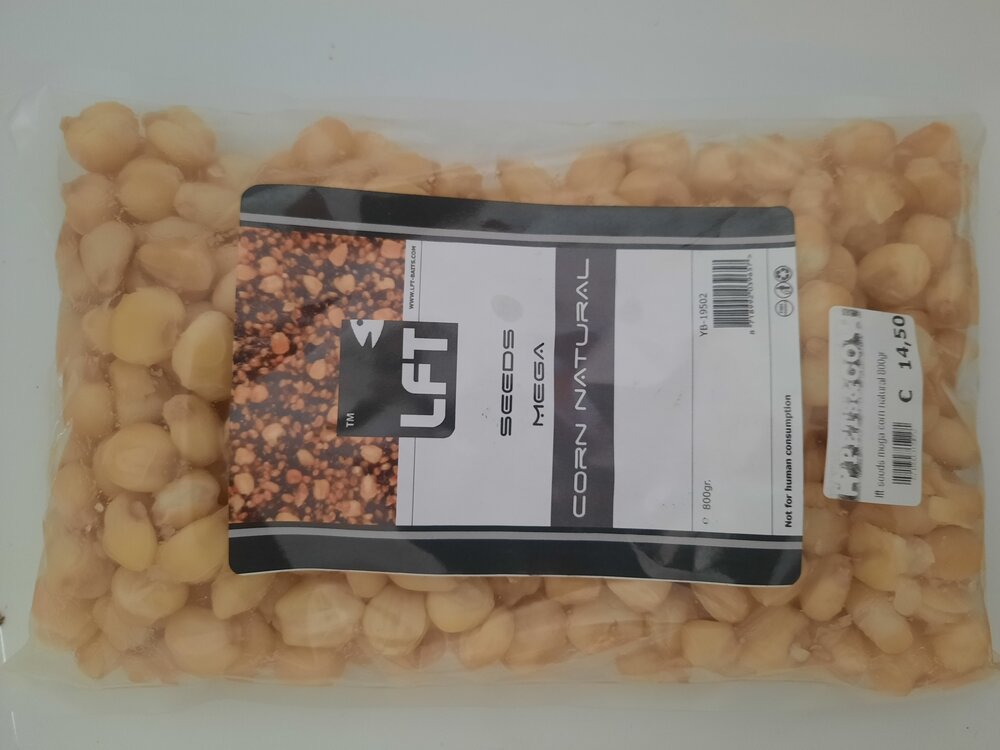 WWW.LFT-BAITS.COM
LFT
TM
SEEDS
MEGA
CORN NATURAL
YB-19502
e 800gr.
Not for human consumption
lft seeds mega corn natural 800gr
€ 14,50